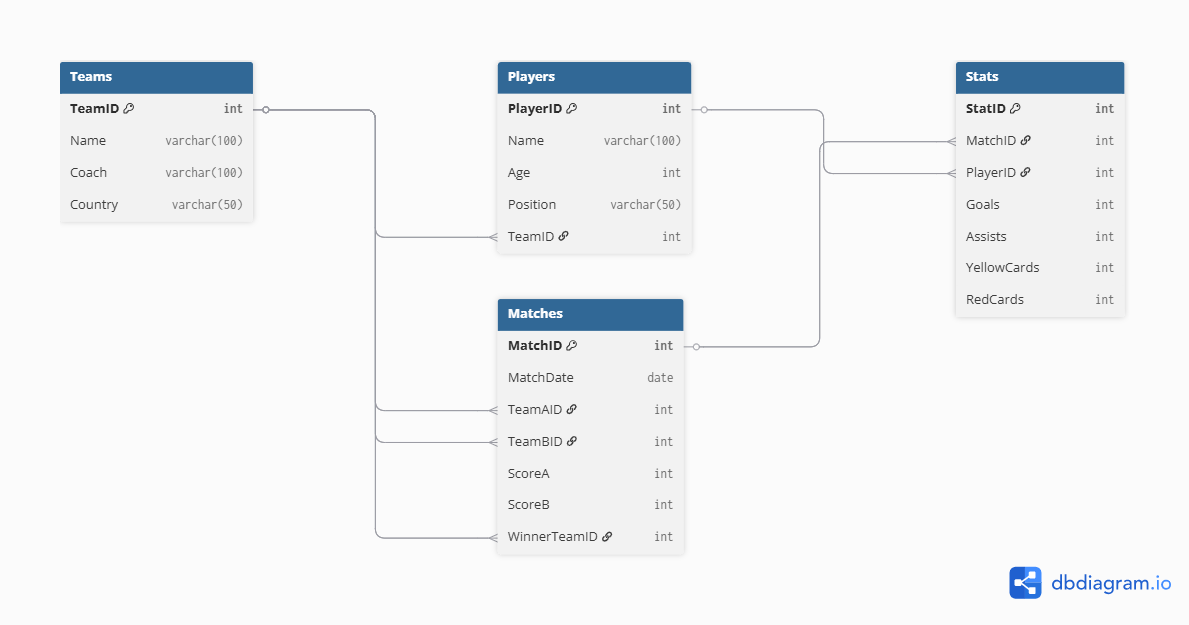 Teams
TeamID int
Name varchar(100)
Coach varchar(100)
Country varchar(50)
Players
PlayerID int
Name varchar(100)
Age int
Position varchar(50)
TeamID int
Matches
MatchID int
MatchDate date
TeamAID int
TeamBID int
ScoreA int
ScoreB int
WinnerTeamID int
Stats
StatID int
MatchID int
PlayerID int
Goals int
Assists int
YellowCards int
RedCards int
dbdiagram.io